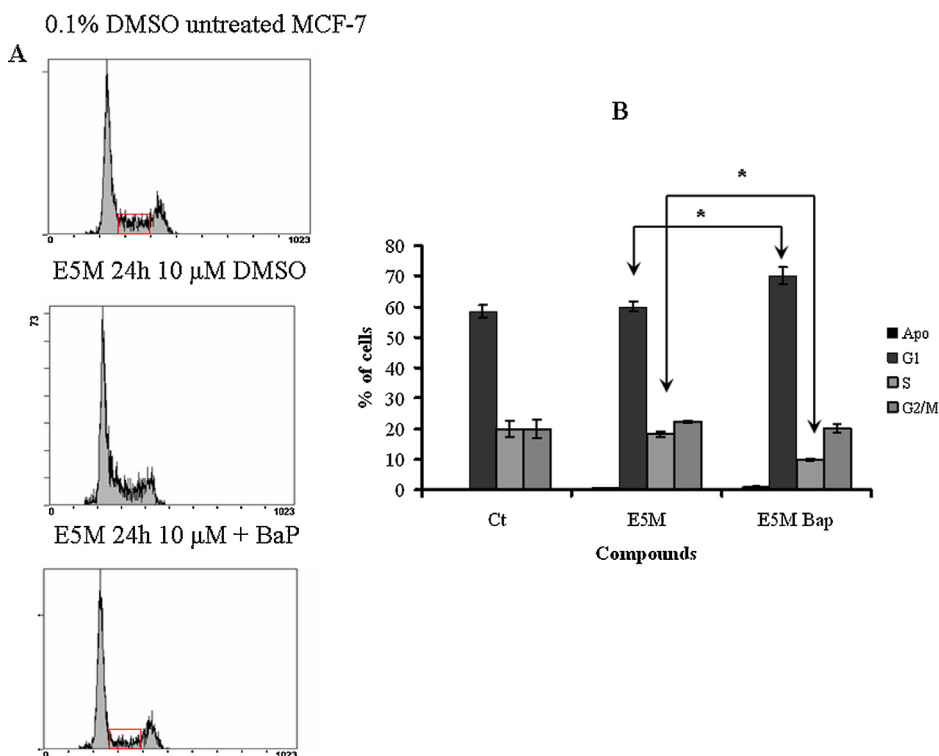 0.1% DMSO untreated MCF-7
A
0 1023
E5M 24h 10 µM DMSO
73
0 1023
E5M 24h 10 µM + BaP
0 1023
B
*
*
% of cells
80
70
60
50
40
30
20
10
0
Ct E5M E5M Bap
Compounds
Apo
G1
S
G2/M